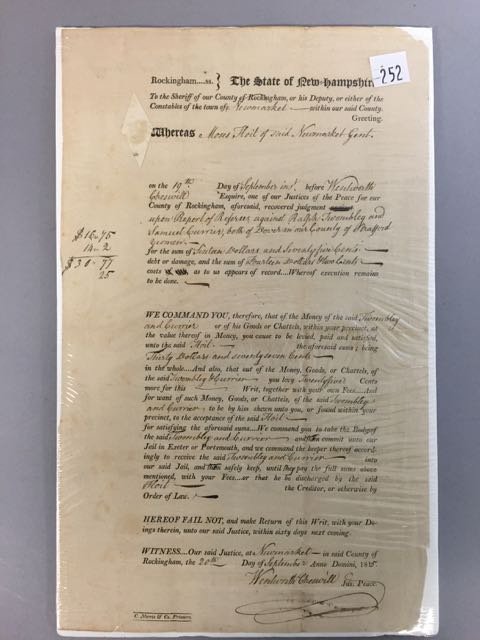 252
Rockingham....ss. } The State of New-Hampshire
To the Sheriff of our County of Rockingham, or his Deputy, or either of the
Constables of the town of Newmarket within our said County.
Greeting.
Whereas Moses Hoit of said Newmarket Gent.
on the 19th Day of September inst before Wentworth
Cheswill Esquire, one of our Justices of the Peace for our
County of Rockingham, aforesaid, recovered judgment
upon Report of Referees against Ralph Twombley and
Samuel Currier, both of Dover in our County of Strafford
for the sum of Sixteen Dollars and Seventyfive Cents
debt or damage, and the sum of Fourteen Dollars & two Cents
costs as to us appears of record....Whereof execution remains
to be done.
$16-75
14-2
$30-77
25
WE COMMAND YOU, therefore, that of the Money of the said Twombley
and Currier or of his Goods or Chattels, within your precinct, at
the value thereof in Money, you cause to be levied, paid and satisfied,
unto the said Hoit the aforesaid sums; being
Thirty Dollars and seventyseven Cents
in the whole....And also, that out of the Money, Goods, or Chattels, of
the said Twombley & Currier you levy Twentyfive Cents
more for this Writ, together with your own Fees....And
for want of such Money, Goods, or Chattels, of the said Twombley
and Currier to be by him shewn unto you, or found within your
precinct, to the acceptance of the said Hoit
for satisfying the aforesaid sums....We command you to take the Bodys of
the said Twombley and Currier and them commit unto our
Jail in Exeter or Portsmouth, and we command the keeper thereof accord-
ingly to receive the said Twombley and Currier into
our said Jail, and them safely keep, until they pay the full sums above
mentioned, with your Fees...or that he be discharged by the said
Hoit the Creditor, or otherwise by
Order of Law.
HEREOF FAIL NOT, and make Return of this Writ, with your Do-
ings therein, unto our said Justice, within sixty days next coming.
WITNESS....Our said Justice, at Newmarket in said County of
Rockingham, the 20th Day of September Anno Domini, 1815.
Wentworth Cheswill Jus. Peace.
C. Norris & Co. Printers.